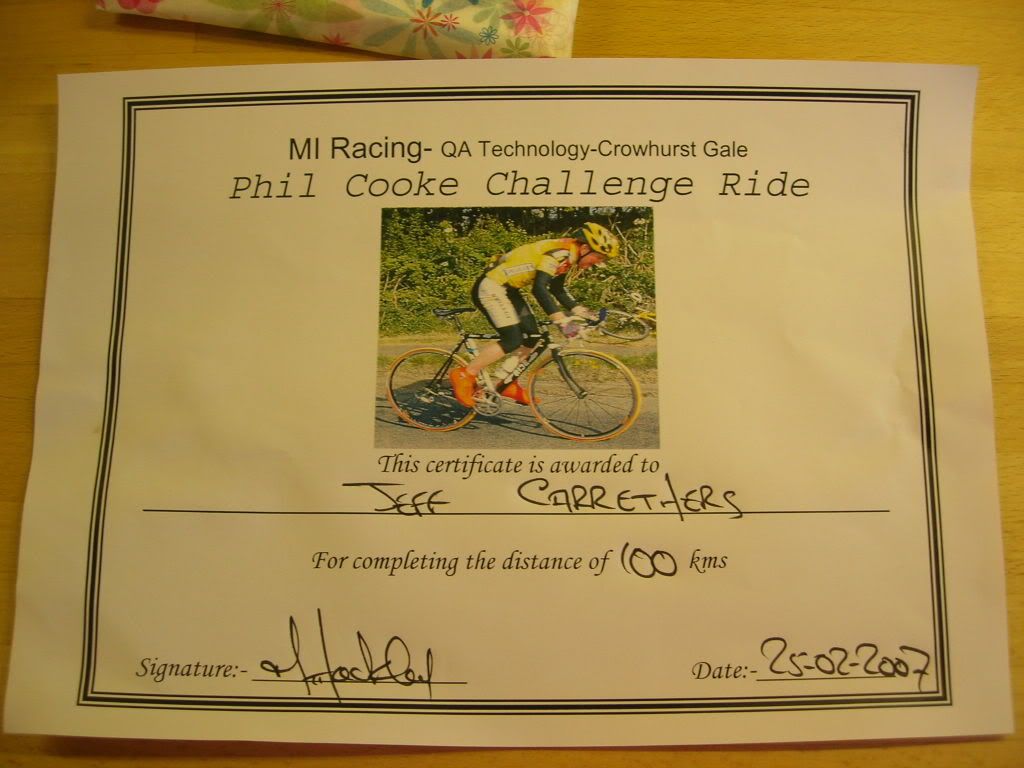 MI Racing- QA Technology-Crowhurst Gale
Phil Cooke Challenge Ride
This certificate is awarded to
JEFF CARRETHERS
For completing the distance of 100 kms
Signature:-
Date:- 25-02-2007